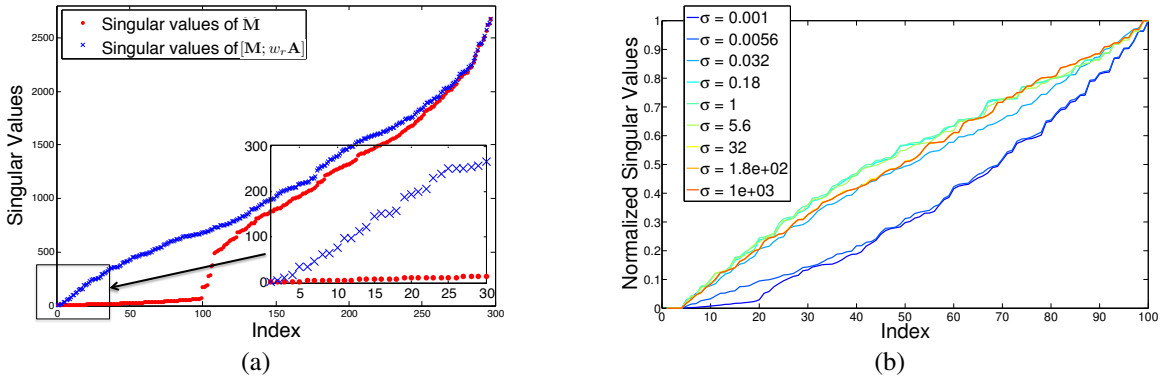 Singular values of M
Singular values of[M; w_rA]
Singular Values
2500
2000
1500
1000
500
0
0
50
100
150
200
250
300
Index
300
200
100
0
5
10
15
20
25
30
(a)
σ = 0.001
σ = 0.0056
σ = 0.032
σ = 0.18
σ = 1
σ = 5.6
σ = 32
σ = 1.8e+02
σ = 1e+03
Normalized Singular Values
1
0.9
0.8
0.7
0.6
0.5
0.4
0.3
0.2
0.1
0
0
10
20
30
40
50
60
70
80
90
100
Index
(b)